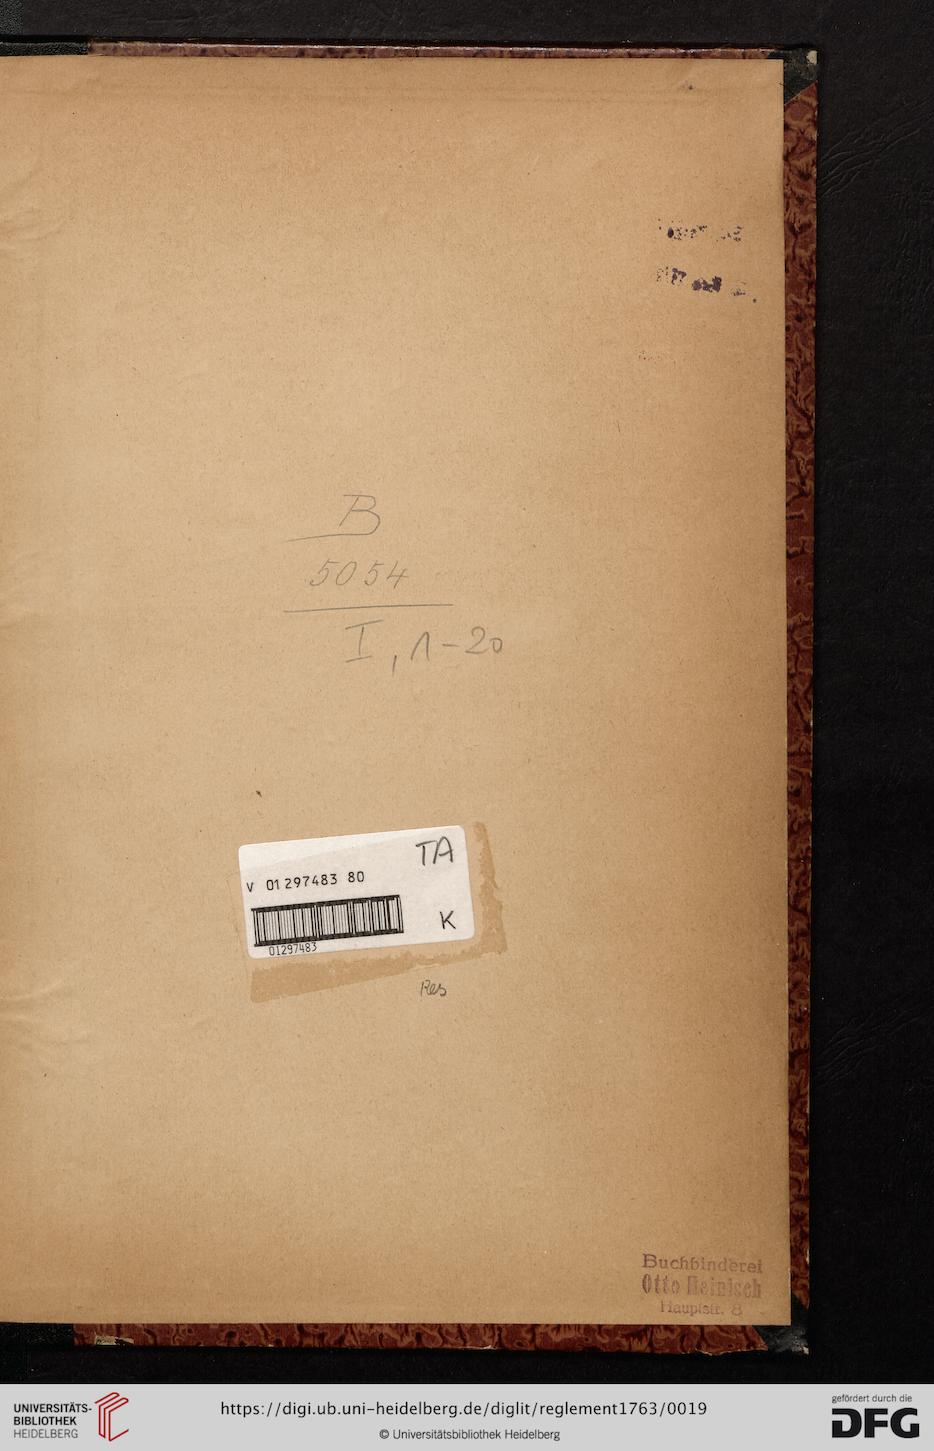 B
5054
I, 1-20
TA
V 01297483 80
K
01297483
Res
Buchbinderei
Otto Heinisch
Hauptstr. 8
UNIVERSITÄTS-
BIBLIOTHEK
HEIDELBERG
https://digi.ub.uni-heidelberg.de/diglit/reglement1763/0019
© Universitätsbibliothek Heidelberg
gefördert durch die
DFG